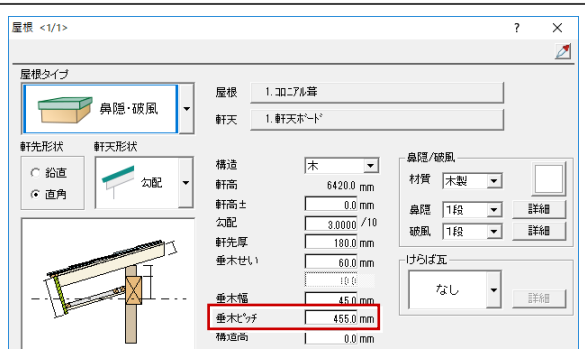 屋根 <1/1>
? ×
屋根タイプ
鼻隠・破風
屋根 1.コロニアル葺
軒天 1.軒天ボード
軒先形状 軒天形状
鉛直
直角
勾配
構造 木
軒高 6420.0 mm
軒高± 0.0 mm
勾配 3.0000 /10
軒先厚 180.0 mm
垂木せい 60.0 mm
垂木幅 45.0 mm
垂木ピッチ 455.0 mm
構造高 0.0 mm
鼻隠/破風
材質 木製
鼻隠 1段 詳細
破風 1段 詳細
けらば瓦
なし 詳細